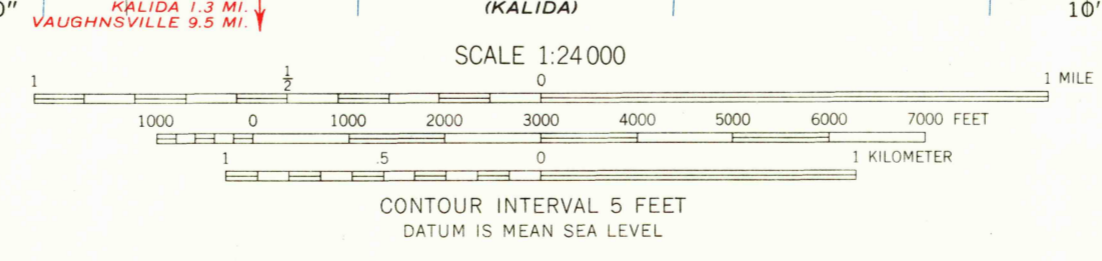 0"
KALIDA 1.3 MI.
VAUGHNSVILLE 9.5 MI.
(KALIDA)
10'
SCALE 1:24 000
1 1/2 0 1 MILE
1000 0 1000 2000 3000 4000 5000 6000 7000 FEET
1 .5 0 1 KILOMETER
CONTOUR INTERVAL 5 FEET
DATUM IS MEAN SEA LEVEL